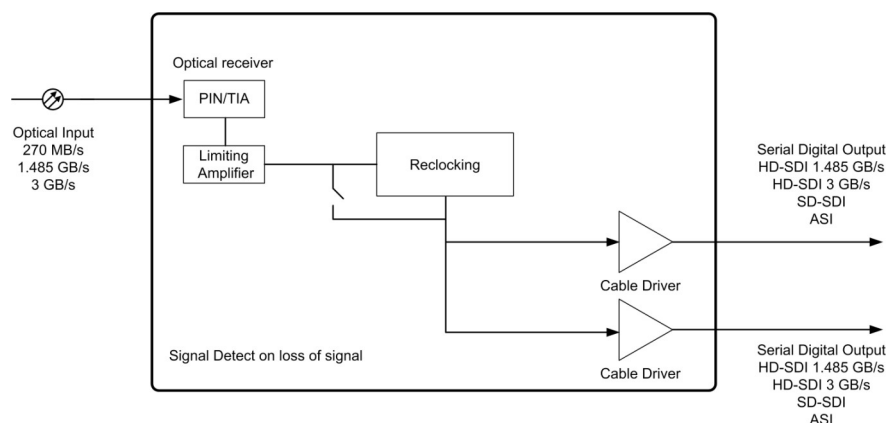 Optical receiver
PIN/TIA
Optical Input
270 MB/s
1.485 GB/s
3 GB/s
Limiting
Amplifier
Reclocking
Serial Digital Output
HD-SDI 1.485 GB/s
HD-SDI 3 GB/s
SD-SDI
ASI
Cable Driver
Signal Detect on loss of signal
Cable Driver
Serial Digital Output
HD-SDI 1.485 GB/s
HD-SDI 3 GB/s
SD-SDI
ASI